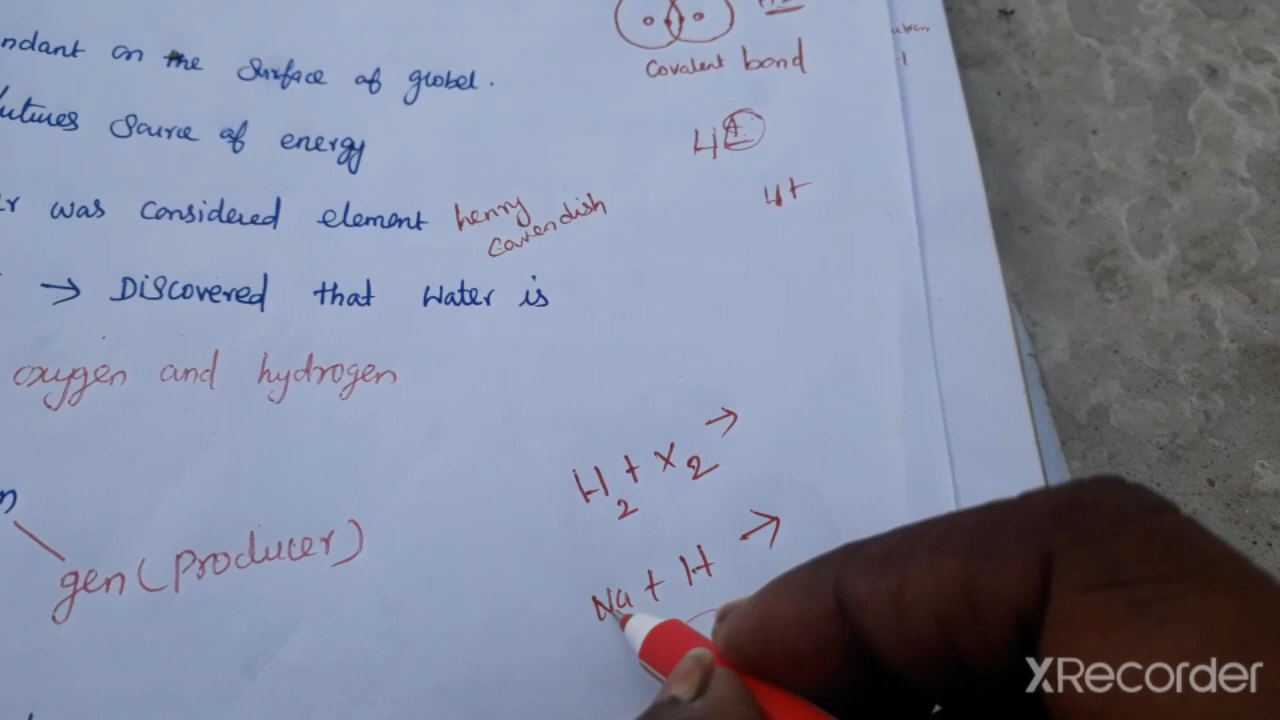 ndant on the surface of globel.
Covalent bond
utures source of energy
H
H+
er was considered element henry
cavendish
→ Discovered that water is
oxygen and hydrogen
H2 + X2 →
gen (producer)
Na + H →
XRecorder